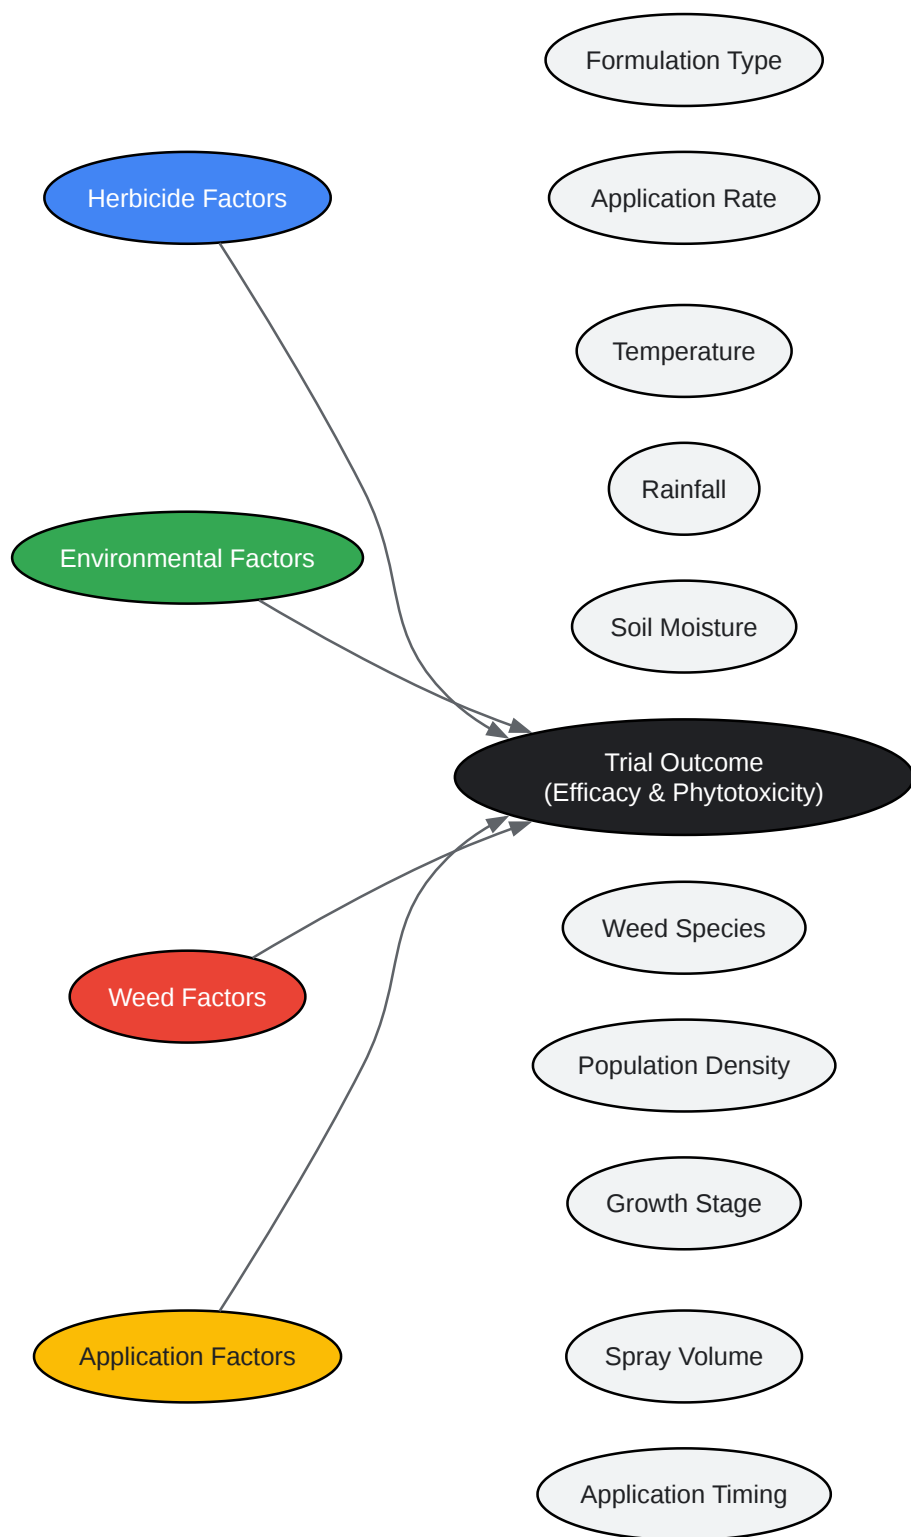 Formulation Type
Herbicide Factors
Application Rate
Temperature
Rainfall
Environmental Factors
Soil Moisture
Trial Outcome
(Efficacy & Phytotoxicity)
Weed Species
Weed Factors
Population Density
Growth Stage
Application Factors
Spray Volume
Application Timing